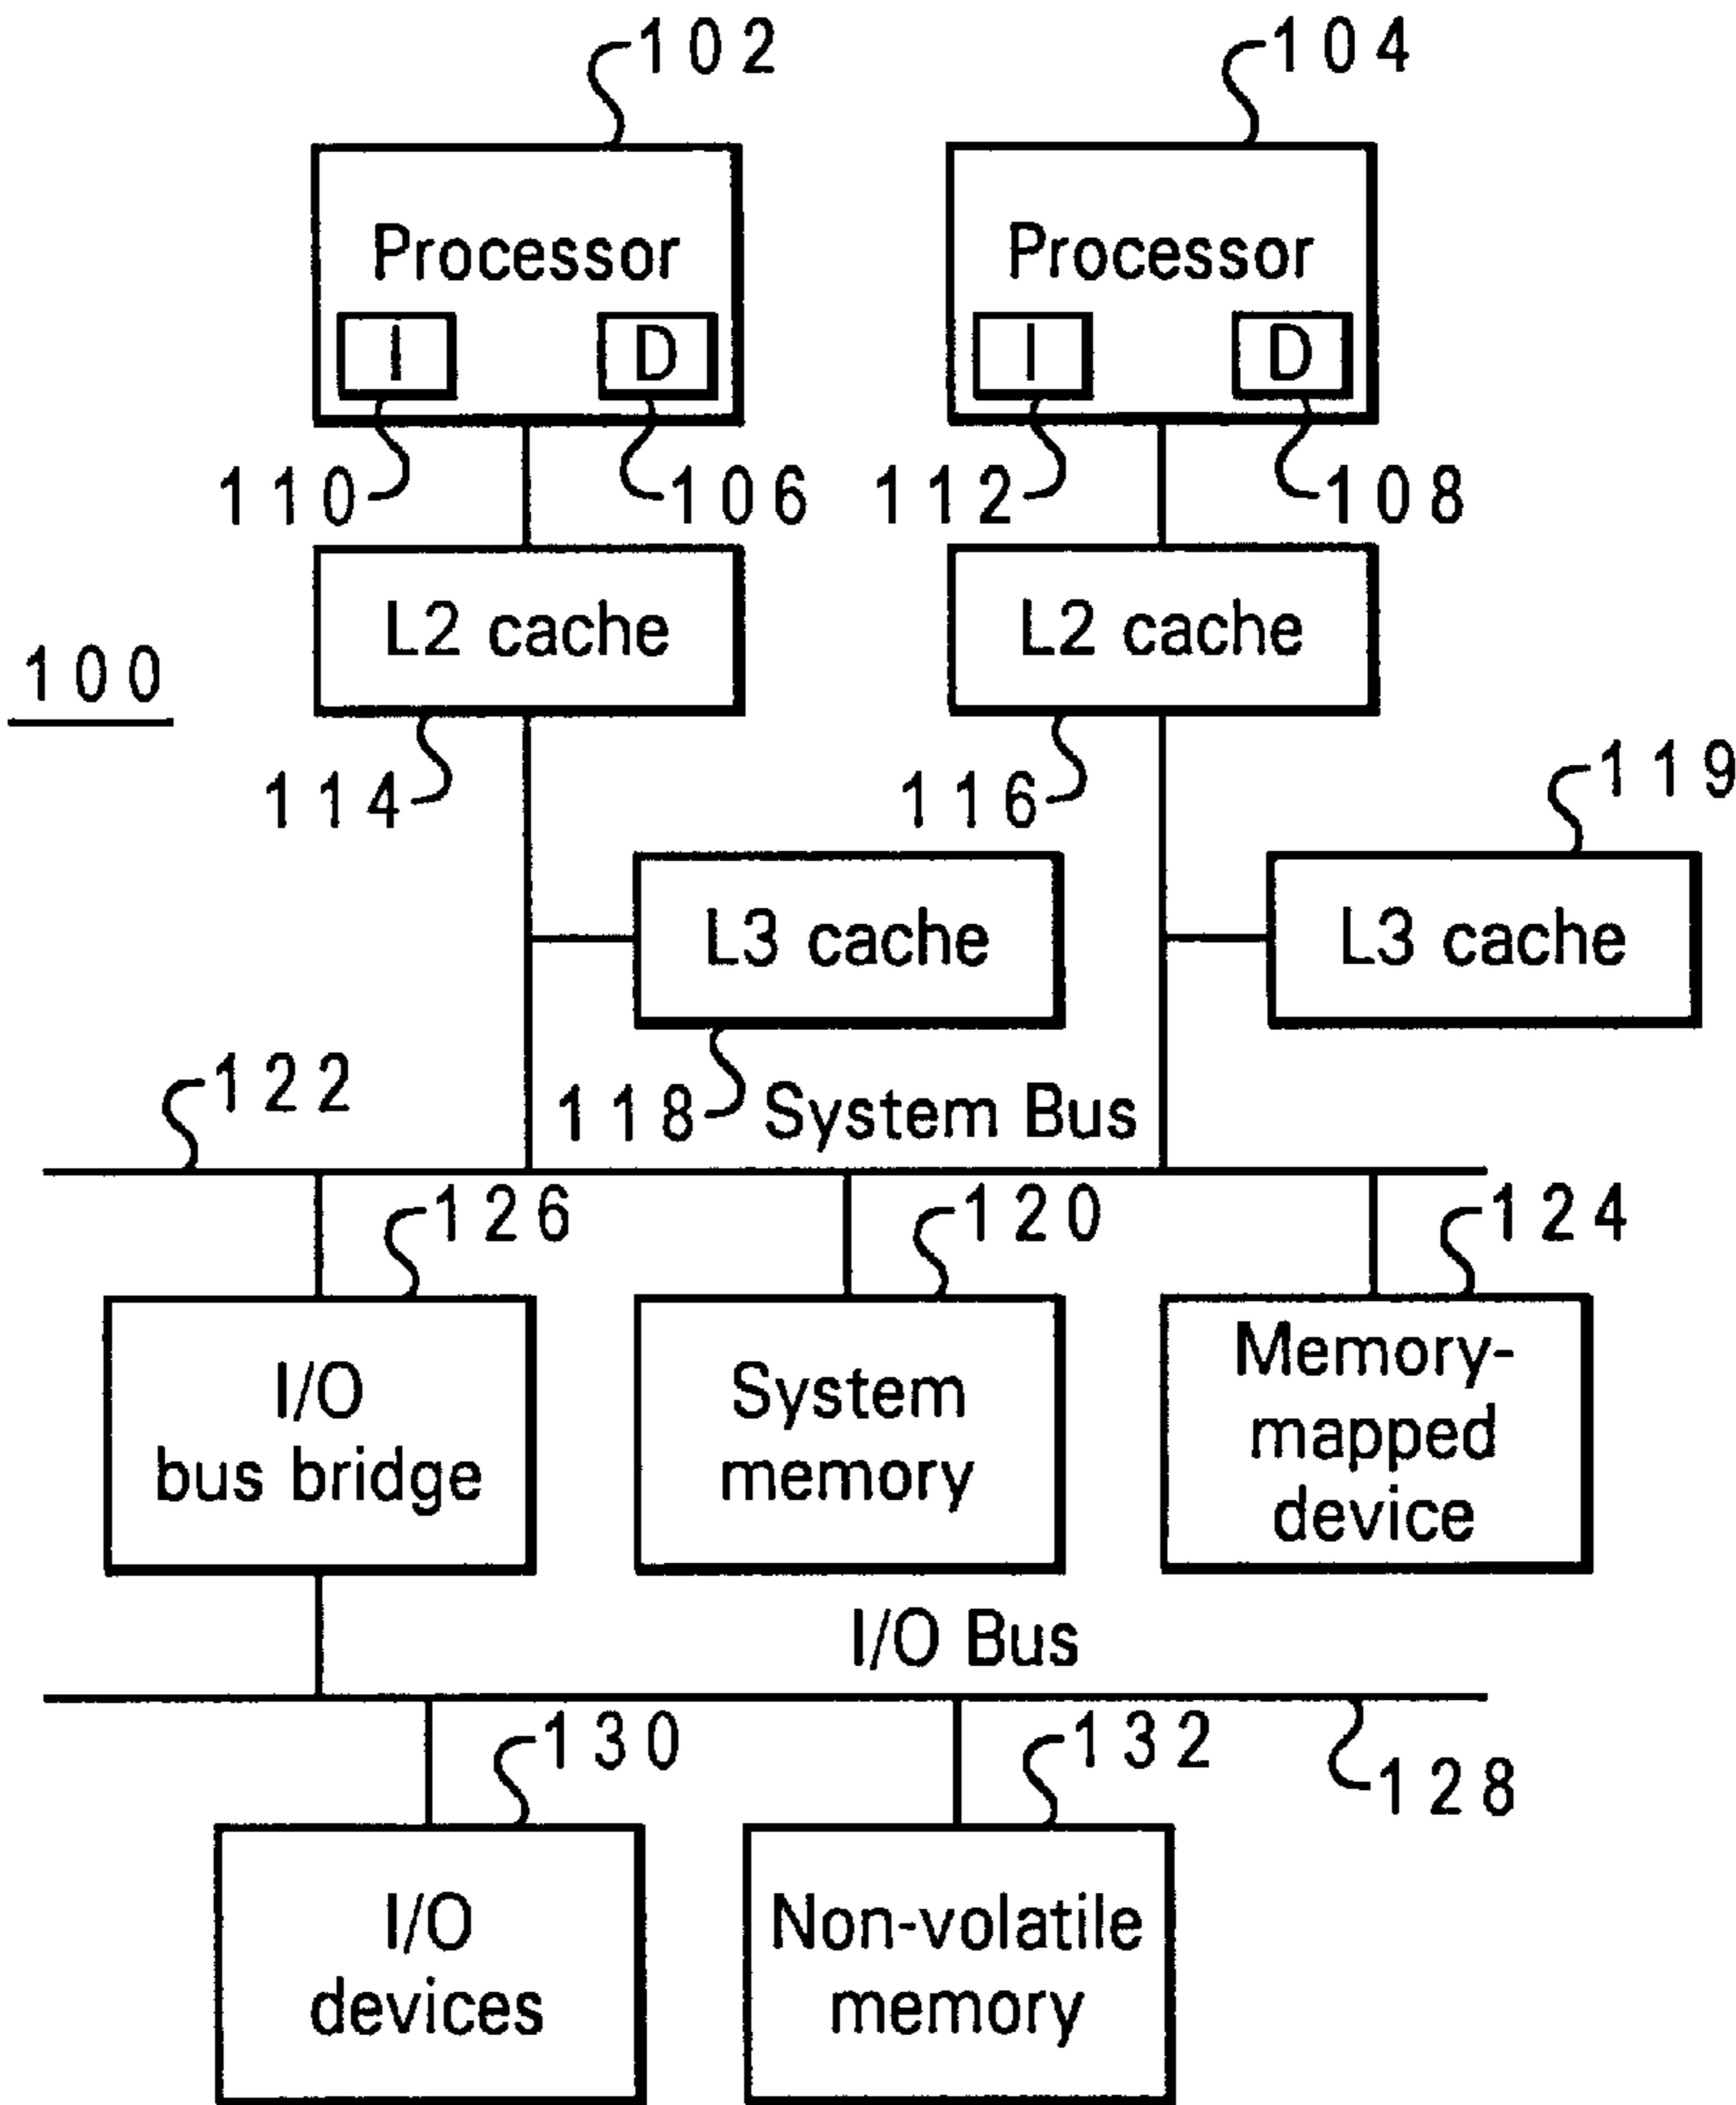 102
104
Processor
Processor
I
D
I
D
110
106
112
108
L2 cache
L2 cache
100
114
116
119
L3 cache
L3 cache
122
118
System Bus
126
120
124
I/O
bus bridge
System
memory
Memory-
mapped
device
I/O Bus
130
132
128
I/O
devices
Non-volatile
memory